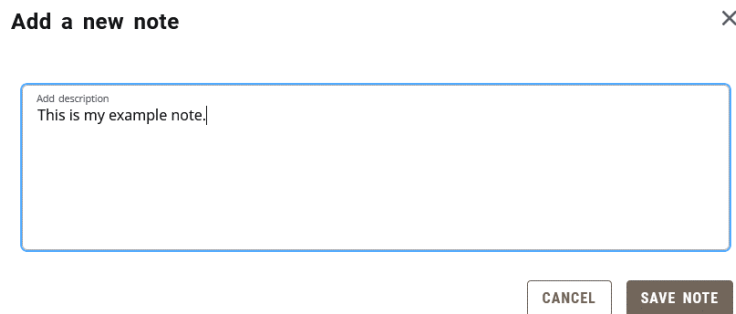 Add a new note
Add description
This is my example note.
CANCEL
SAVE NOTE